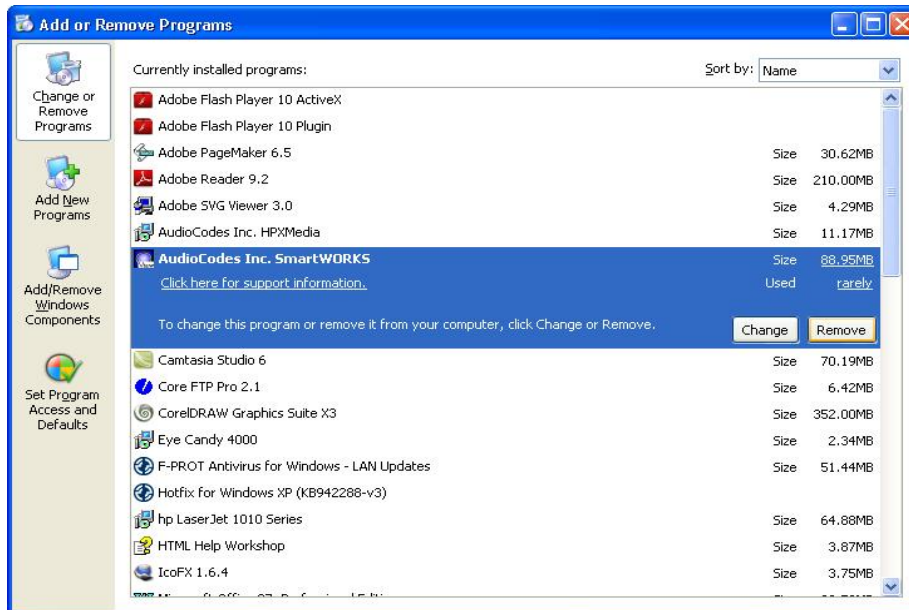 Add or Remove Programs
Change or
Remove
Programs
Add New
Programs
Add/Remove
Windows
Components
Set Program
Access and
Defaults
Currently installed programs:
Sort by: Name
Adobe Flash Player 10 ActiveX
Adobe Flash Player 10 Plugin
Adobe PageMaker 6.5 Size 30.62MB
Adobe Reader 9.2 Size 210.00MB
Adobe SVG Viewer 3.0 Size 4.29MB
AudioCodes Inc. HPXMedia Size 11.17MB
AudioCodes Inc. SmartWORKS Size 88.95MB
Click here for support information. Used rarely
To change this program or remove it from your computer, click Change or Remove. Change Remove
Camtasia Studio 6 Size 70.19MB
Core FTP Pro 2.1 Size 6.42MB
CorelDRAW Graphics Suite X3 Size 352.00MB
Eye Candy 4000 Size 2.34MB
F-PROT Antivirus for Windows - LAN Updates Size 51.44MB
Hotfix for Windows XP (KB942288-v3)
hp LaserJet 1010 Series Size 64.88MB
HTML Help Workshop Size 3.87MB
IcoFX 1.6.4 Size 3.75MB